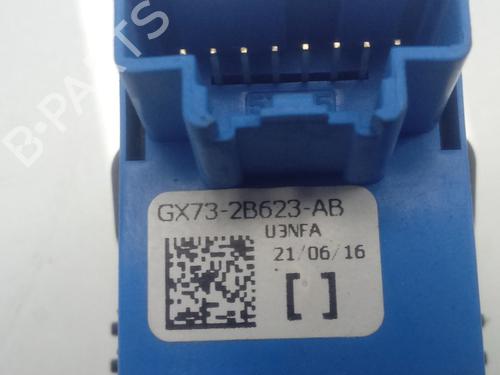 B-PARTS
GX73-2B623-AB
U3NFA
21/06/16
[ ]